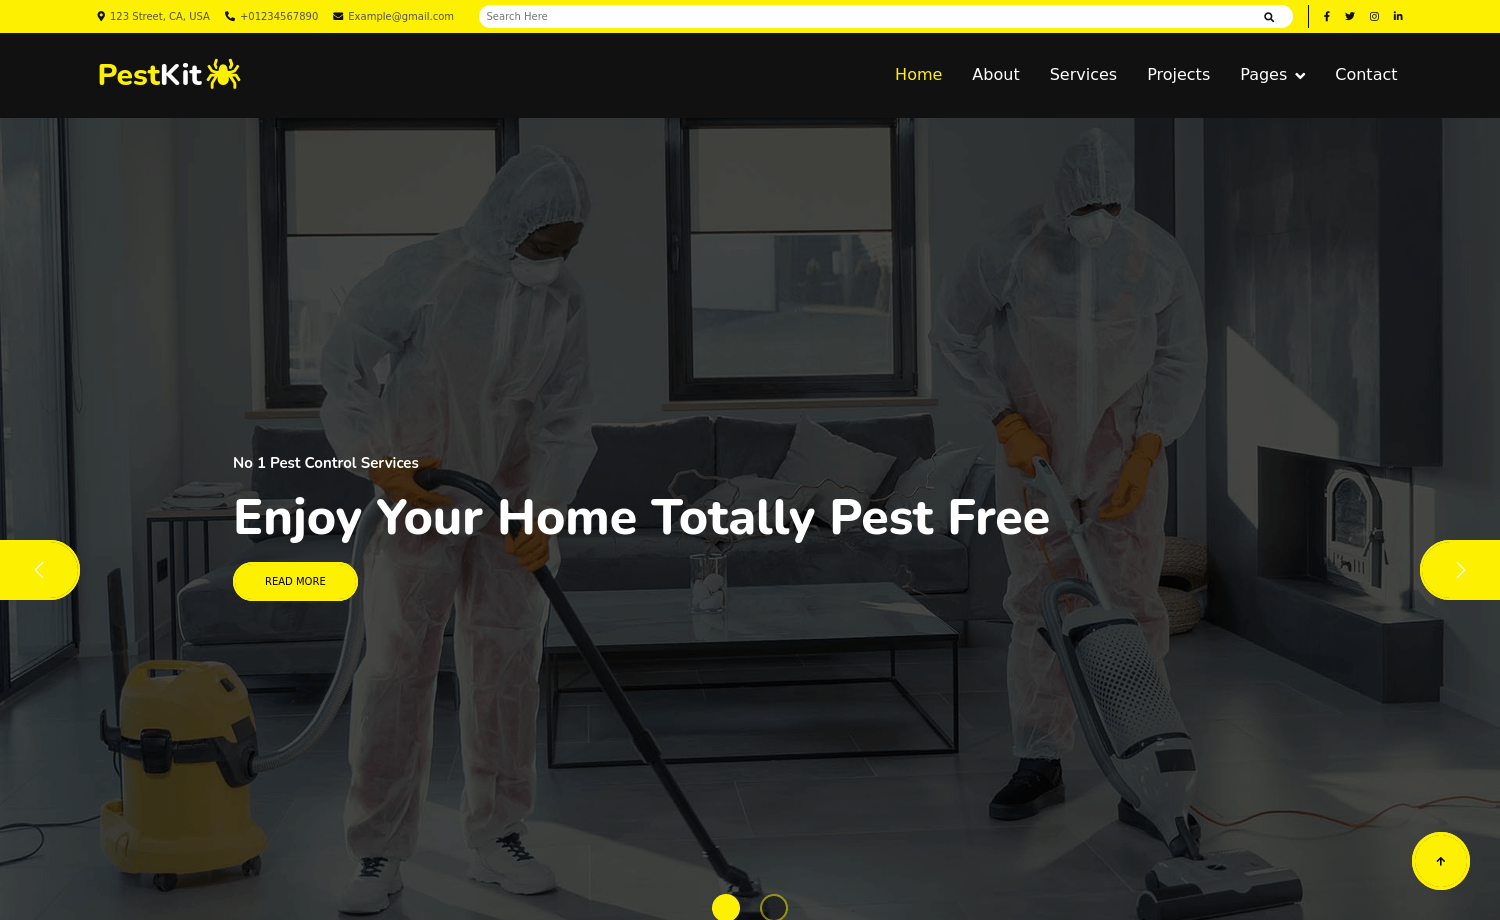 123 Street, CA, USA +01234567890 Example@gmail.com Search Here
PestKit Home About Services Projects Pages Contact
No 1 Pest Control Services
Enjoy Your Home Totally Pest Free
READ MORE